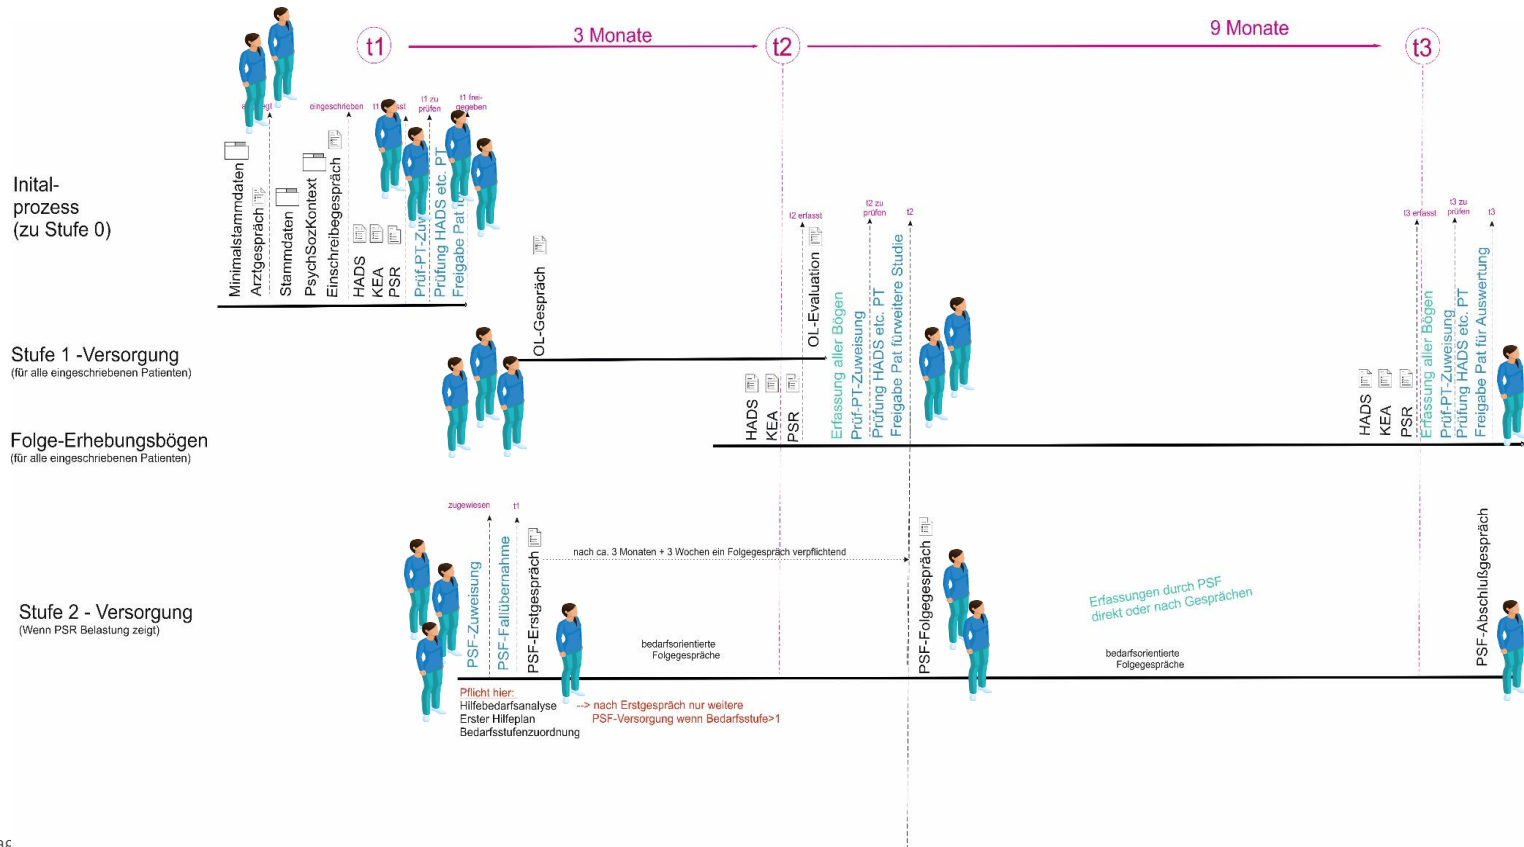 t1
3 Monate
t2
9 Monate
t3
eingeschrieben
t1 zu
prüfen
t1 frei-
gegeben
Inital-
prozess
(zu Stufe 0)
Minimalstammdaten
Arztgespräch
Stammdaten
PsychSozKontext
Einschreibegespräch
HADS
KEA
PSR
Prüfung HADS etc. PT
Freigabe Pat
t2 erfasst
t2 zu
prüfen
t2
t3 erfasst
t3 zu
prüfen
t3
Stufe 1 -Versorgung
(für alle eingeschriebenen Patienten)
OL-Gespräch
OL-Evaluation
Folge-Erhebungsbögen
(für alle eingeschriebenen Patienten)
HADS
KEA
PSR
Erfassung aller Bögen
Prüf-PT-Zuweisung
Prüfung HADS etc. PT
Freigabe Pat fürweitere Studie
HADS
KEA
PSR
Erfassung aller Bögen
Prüf-PT-Zuweisung
Prüfung HADS etc. PT
Freigabe Pat für Auswertung
zugewiesen
t1
Stufe 2 - Versorgung
(Wenn PSR Belastung zeigt)
PSF-Zuweisung
PSF-Fallübernahme
PSF-Erstgespräch
nach ca. 3 Monaten + 3 Wochen ein Folgegespräch verpflichtend
bedarfsorientierte
Folgegespräche
PSF-Folgegespräch
Erfassungen durch PSF
direkt oder nach Gesprächen
bedarfsorientierte
Folgegespräche
PSF-Abschlußgespräch
Pflicht hier:
Hilfebedarfsanalyse
Erster Hilfeplan
Bedarfsstufenzuordnung
--> nach Erstgespräch nur weitere
PSF-Versorgung wenn Bedarfsstufe>1